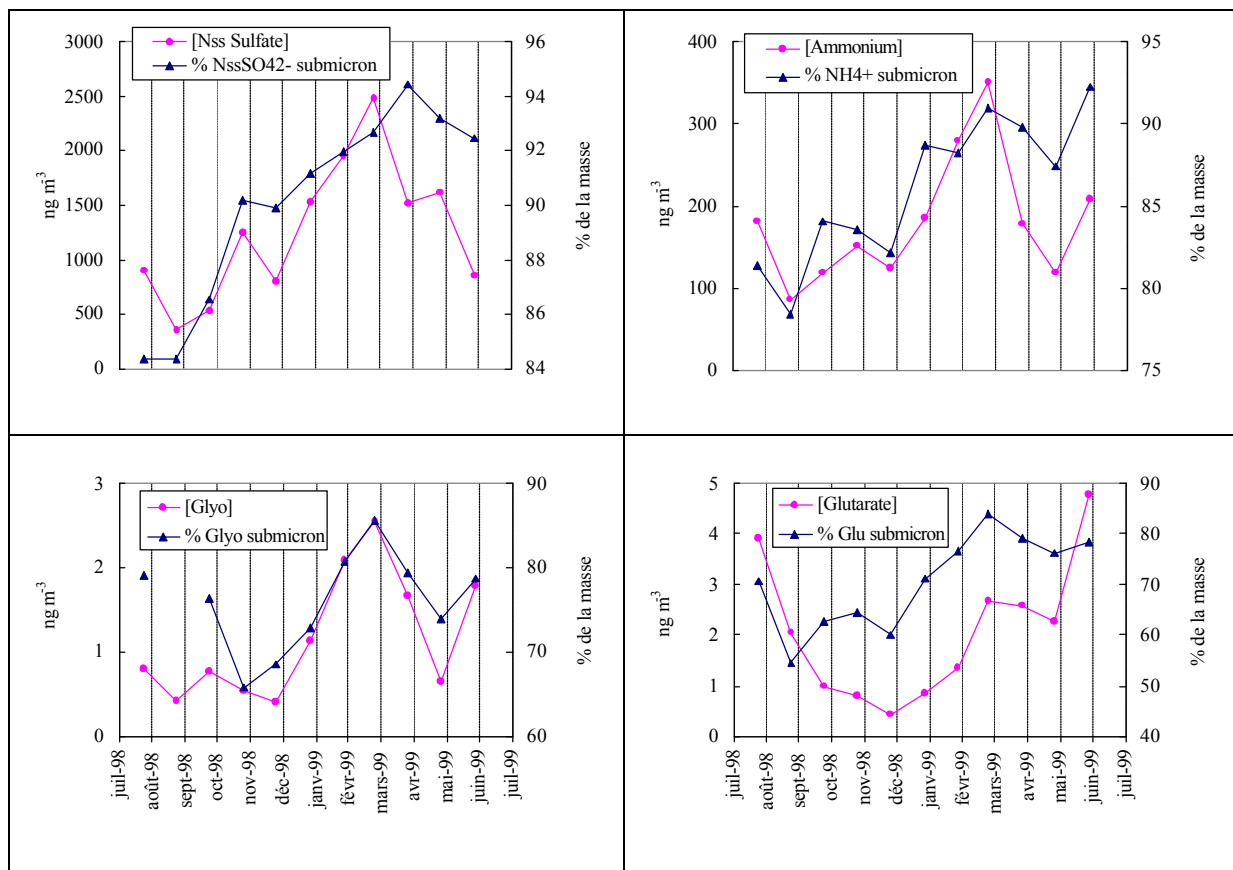 [Nss Sulfate]
% NssSO42- submicron
3000
2500
2000
1500
1000
500
0
ng m-3
96
94
92
90
88
86
84
% de la masse
[Ammonium]
% NH4+ submicron
400
300
200
100
0
ng m-3
95
90
85
80
75
% de la masse
[Glyo]
% Glyo submicron
3
2
1
0
ng m-3
90
80
70
60
% de la masse
juil-98
août-98
sept-98
oct-98
nov-98
déc-98
janv-99
févr-99
mars-99
avr-99
mai-99
juin-99
juil-99
[Glutarate]
% Glu submicron
5
4
3
2
1
0
ng m-3
90
80
70
60
50
40
% de la masse
juil-98
août-98
sept-98
oct-98
nov-98
déc-98
janv-99
févr-99
mars-99
avr-99
mai-99
juin-99
juil-99